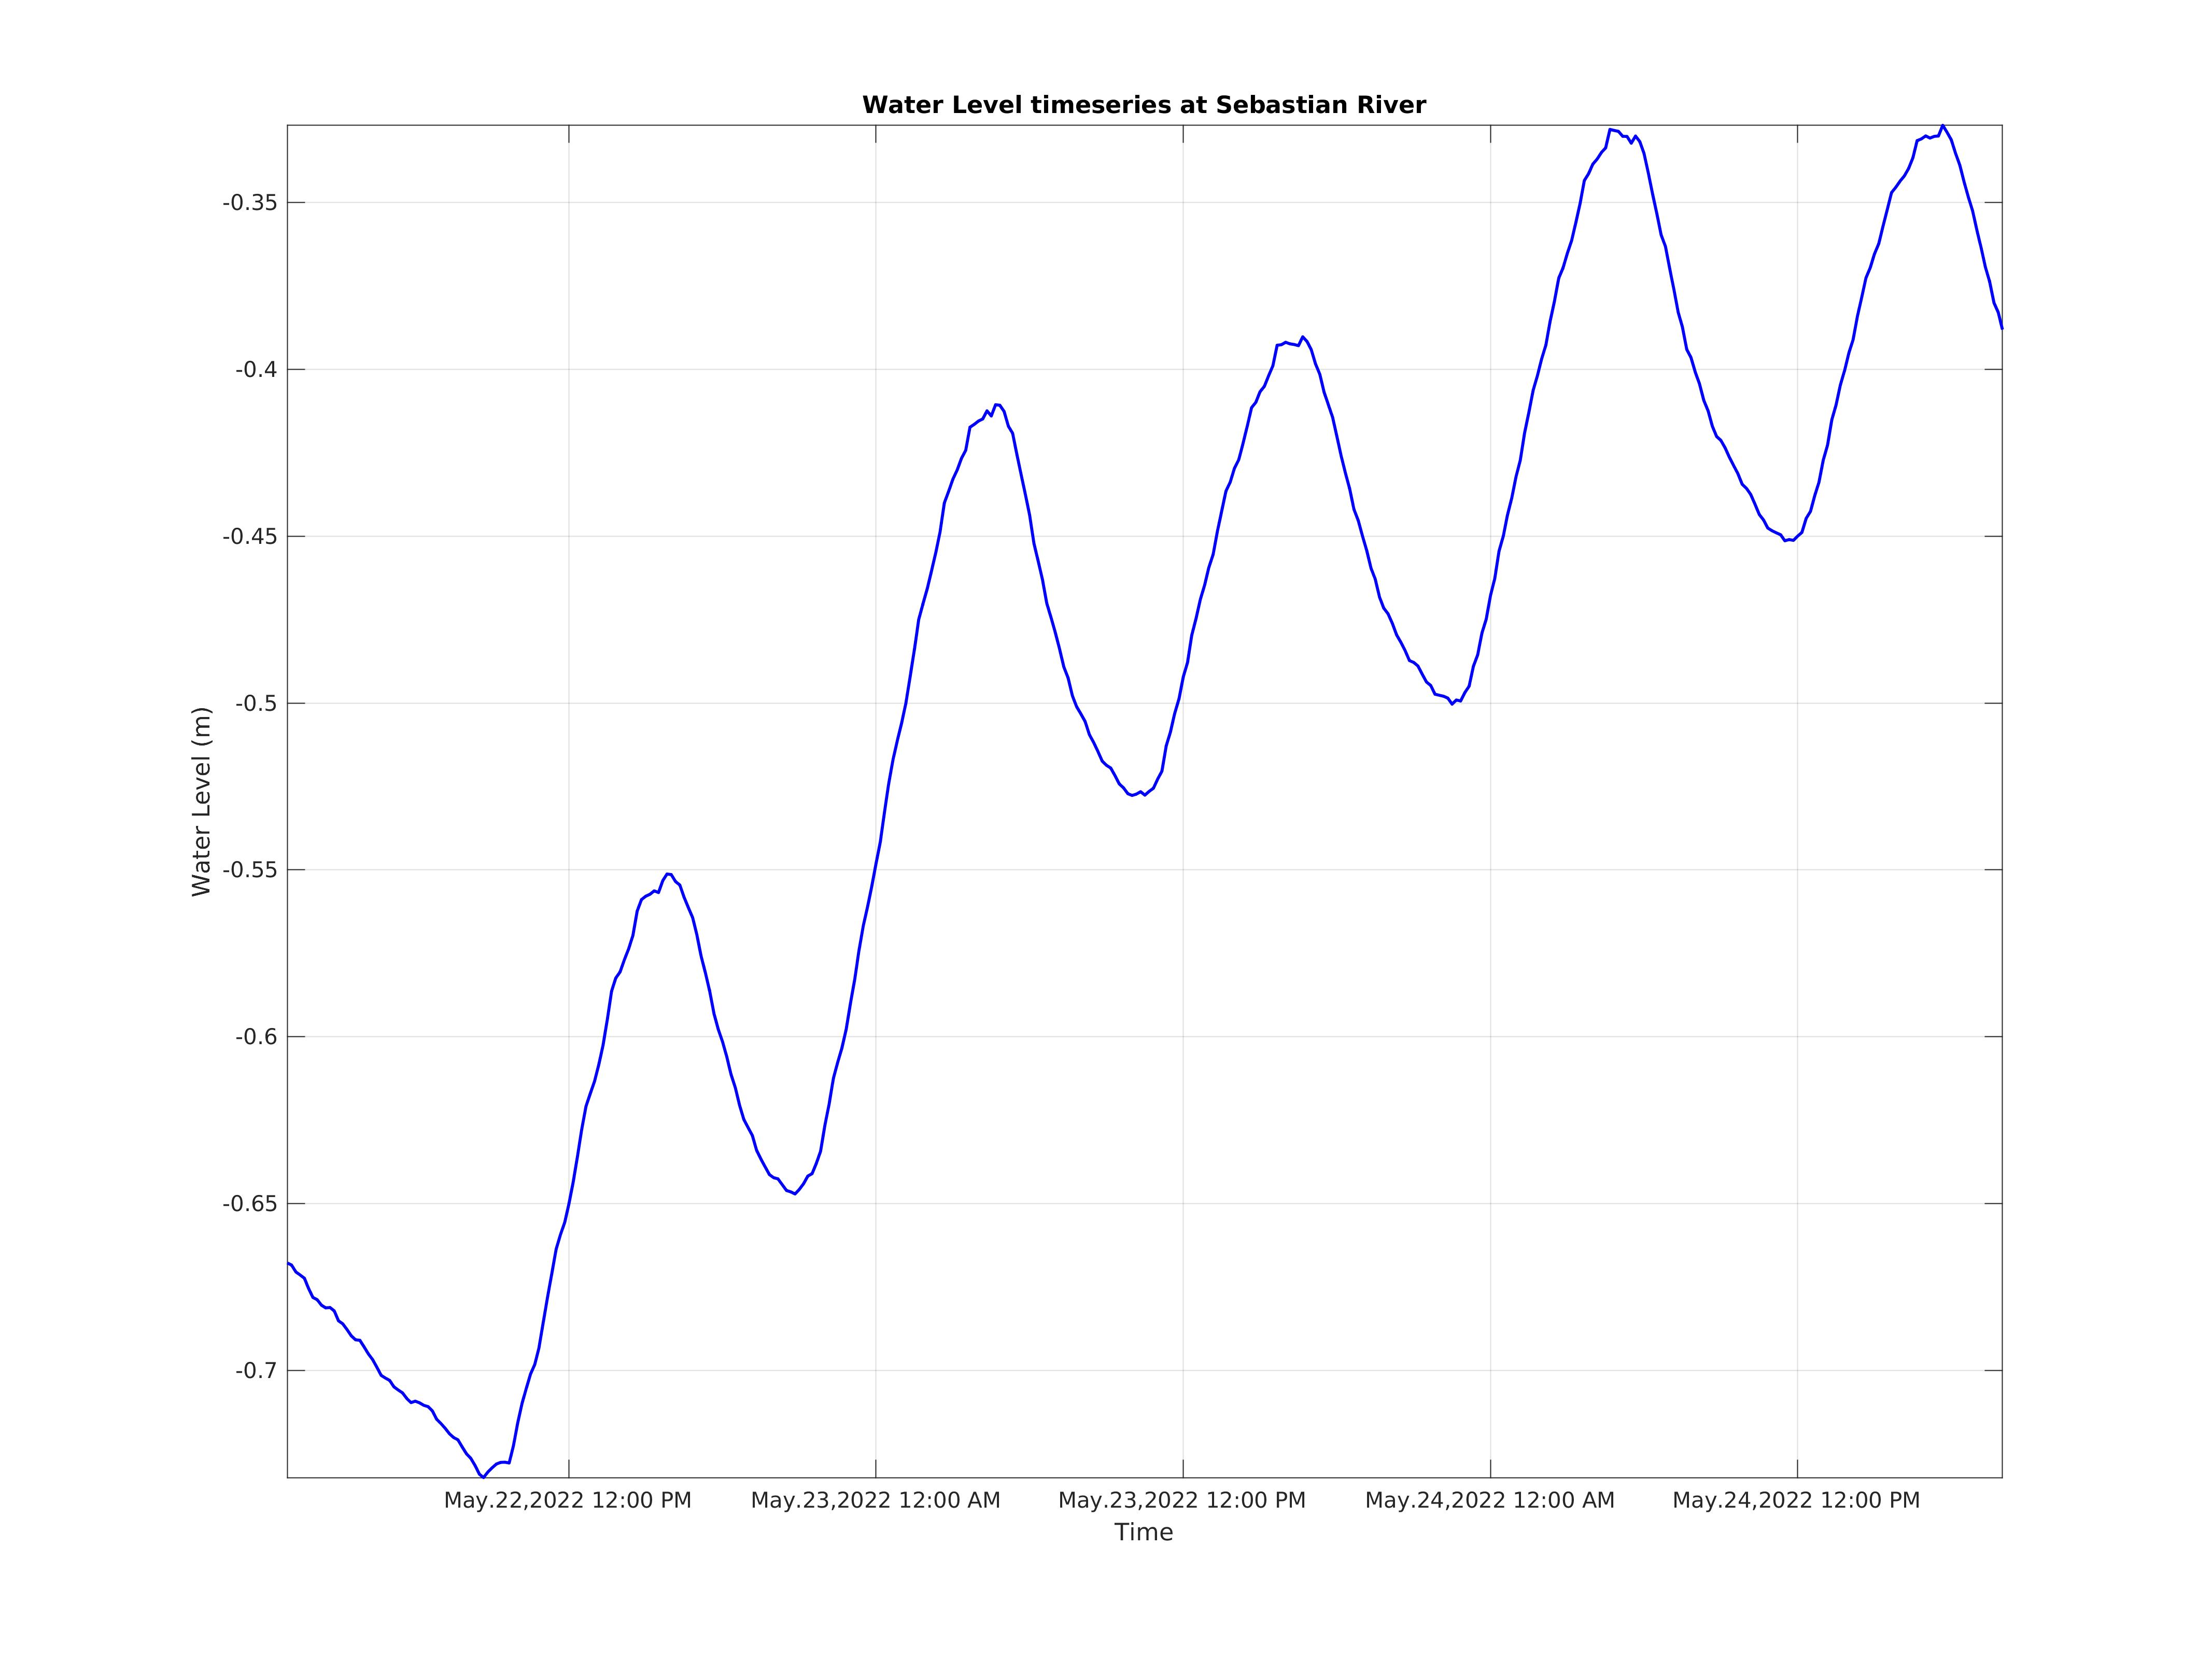 Water Level timeseries at Sebastian River
-0.35
-0.4
-0.45
-0.5
-0.55
-0.6
-0.65
-0.7
Water Level (m)
May.22,2022 12:00 PM
May.23,2022 12:00 AM
May.23,2022 12:00 PM
May.24,2022 12:00 AM
May.24,2022 12:00 PM
Time